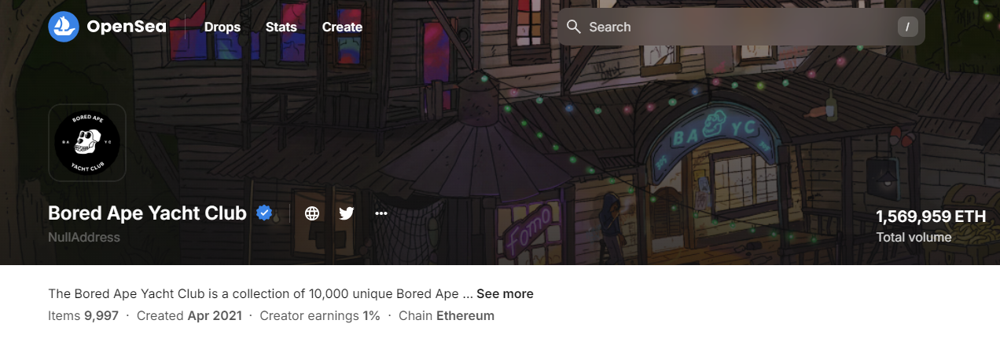 OpenSea Drops Stats Create Search /
UP ONLY
BORED APE
B A Y C
YACHT CLUB
BA YC
fomo
Bored Ape Yacht Club
NullAddress
1,569,959 ETH
Total volume
The Bored Ape Yacht Club is a collection of 10,000 unique Bored Ape ... See more
Items 9,997 · Created Apr 2021 · Creator earnings 1% · Chain Ethereum